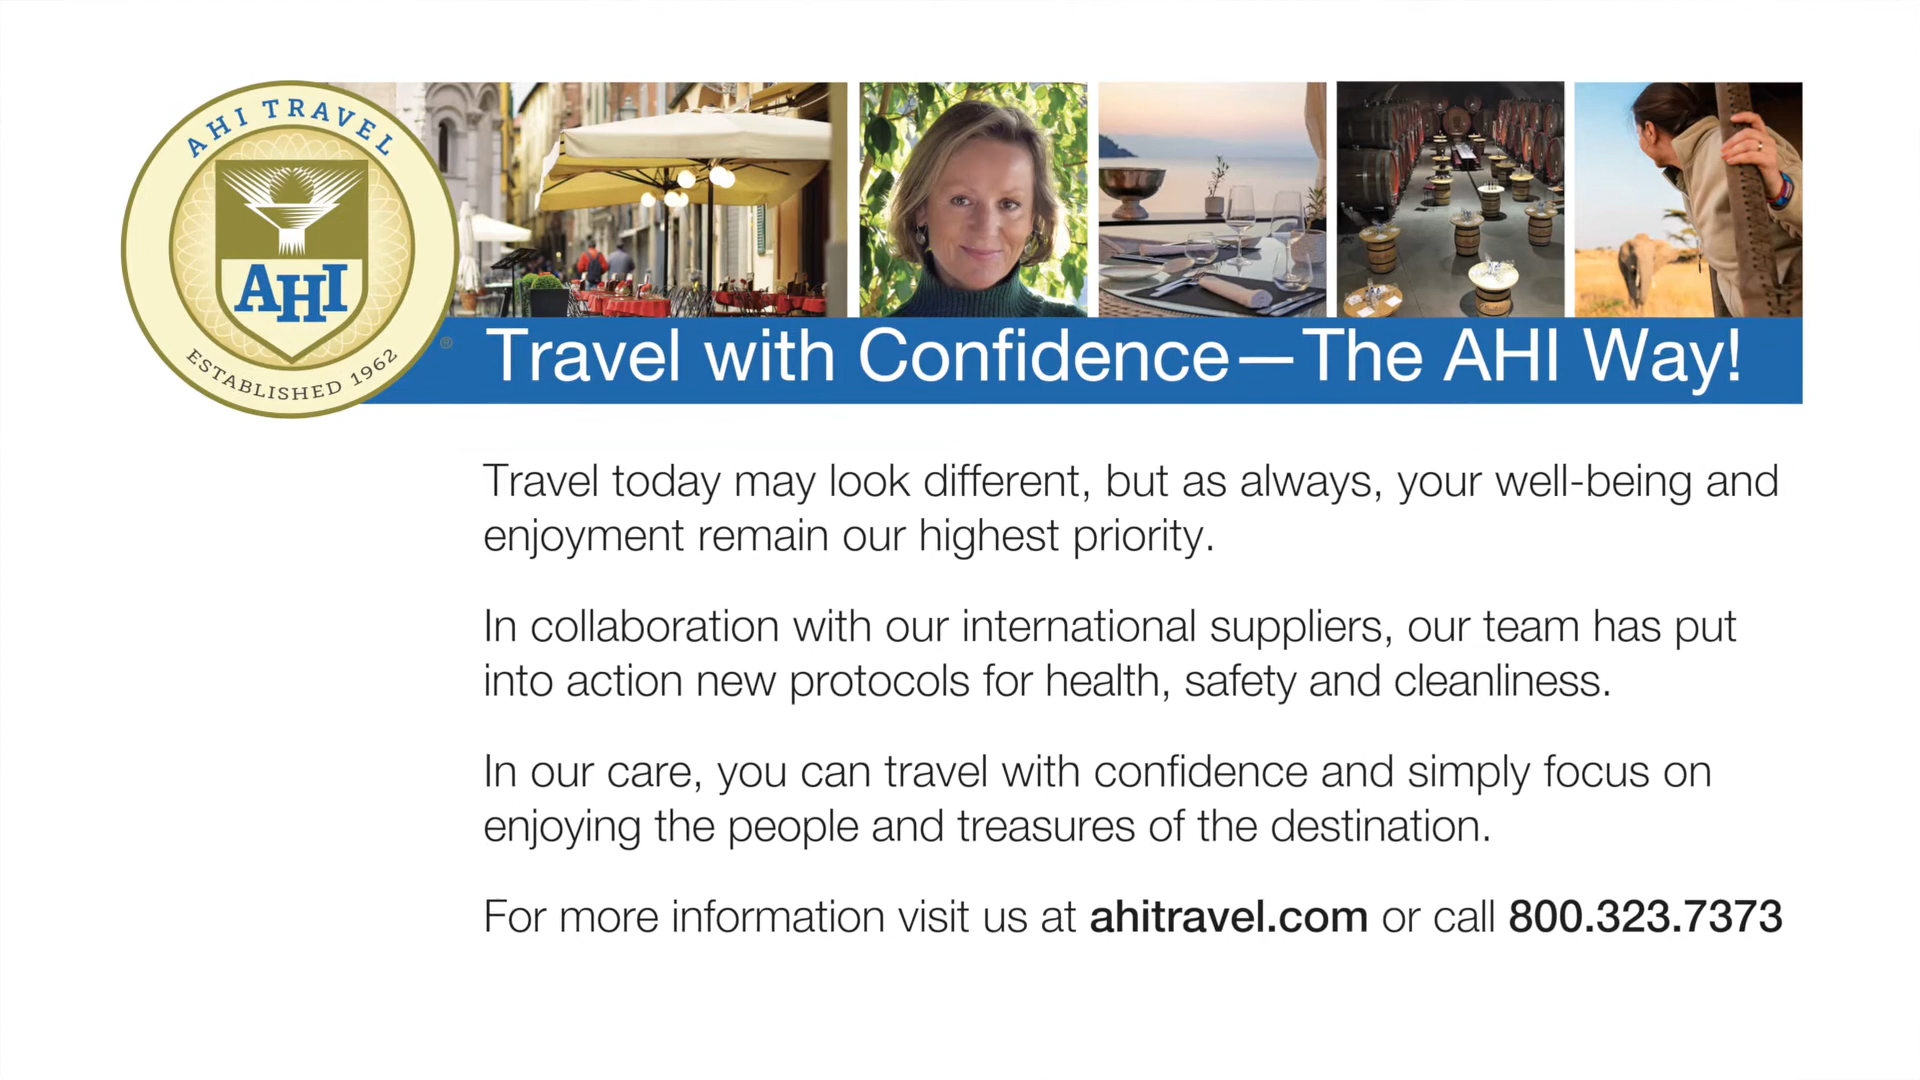 AHI TRAVEL
AHI
ESTABLISHED 1962
®
Travel with Confidence—The AHI Way!
Travel today may look different, but as always, your well-being and
enjoyment remain our highest priority.
In collaboration with our international suppliers, our team has put
into action new protocols for health, safety and cleanliness.
In our care, you can travel with confidence and simply focus on
enjoying the people and treasures of the destination.
For more information visit us at ahitravel.com or call 800.323.7373